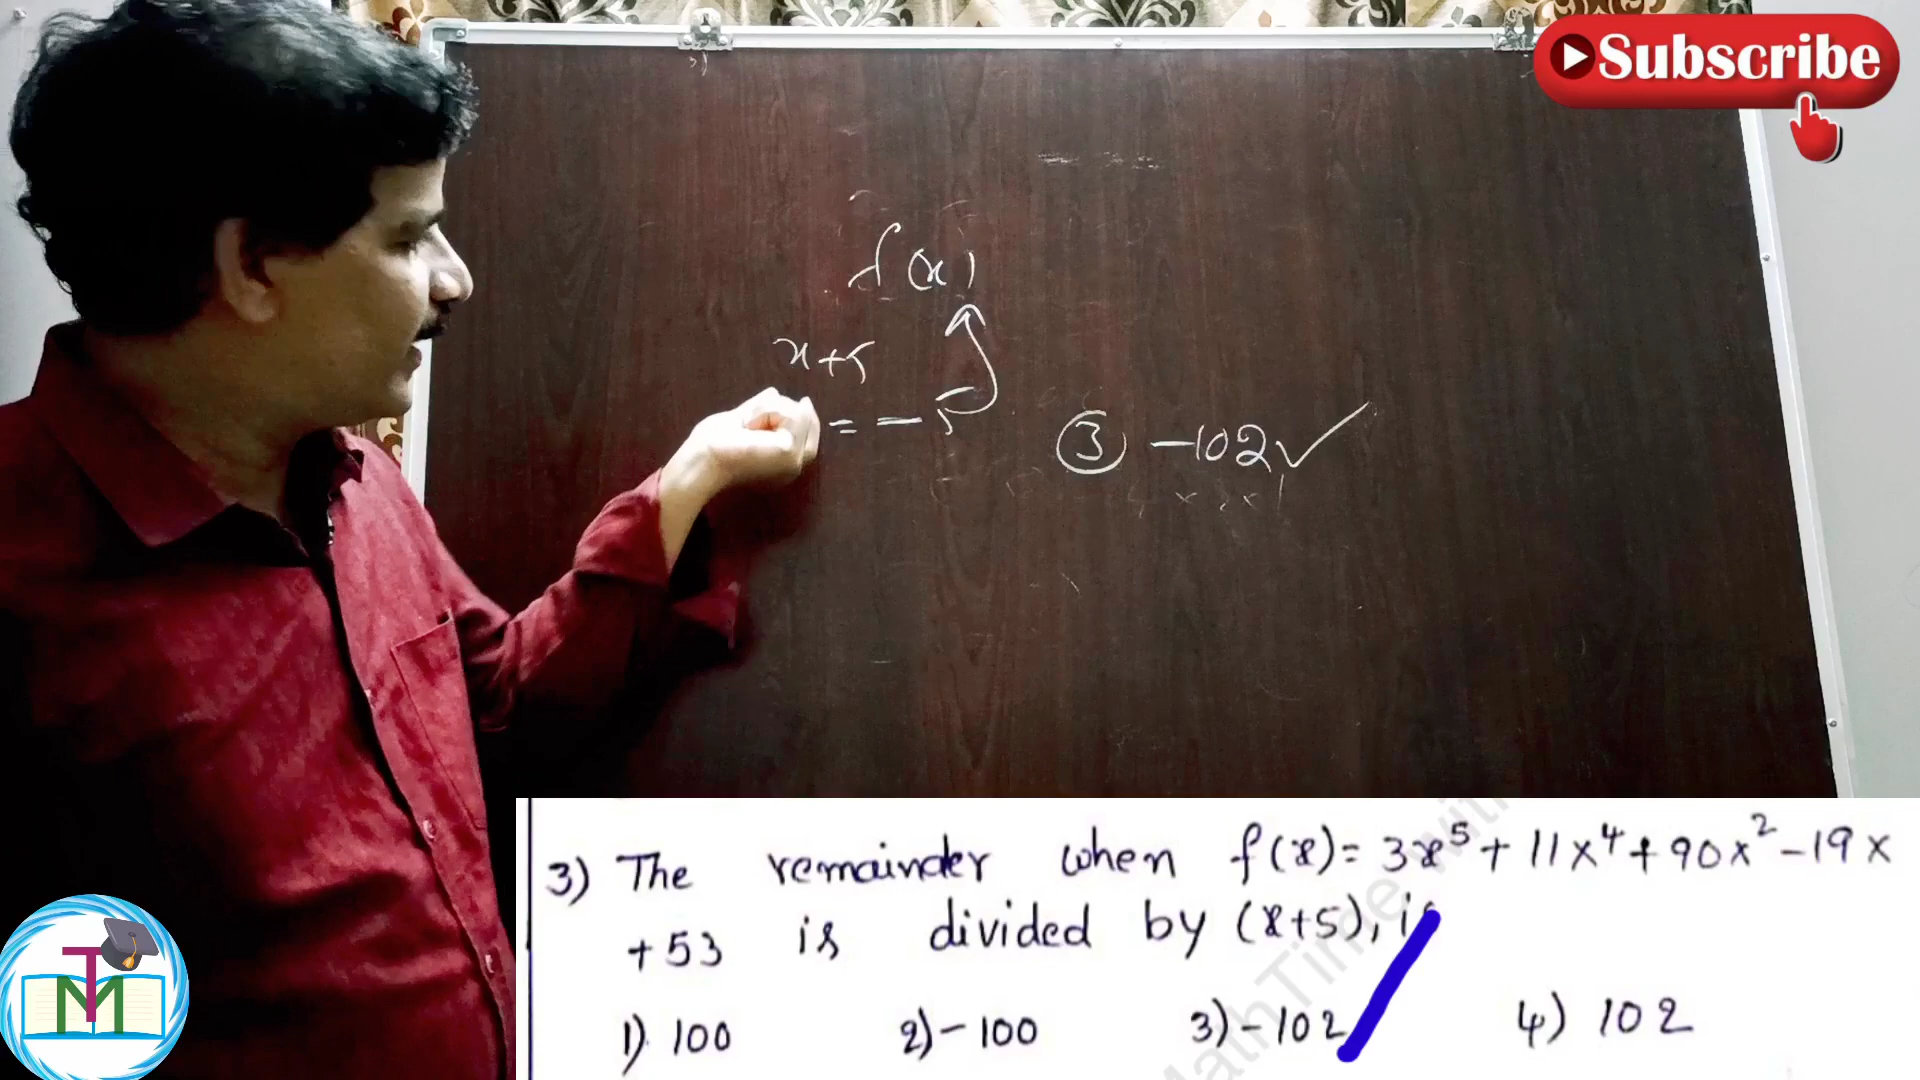 Subscribe
f(x)
x+5
= -5
③ -102✓
3) The remainder when f(x)= 3x⁵+11x⁴+90x²-19x
+53 is divided by (x+5), is
1) 100 2) -100 3) -102 4) 102
TM